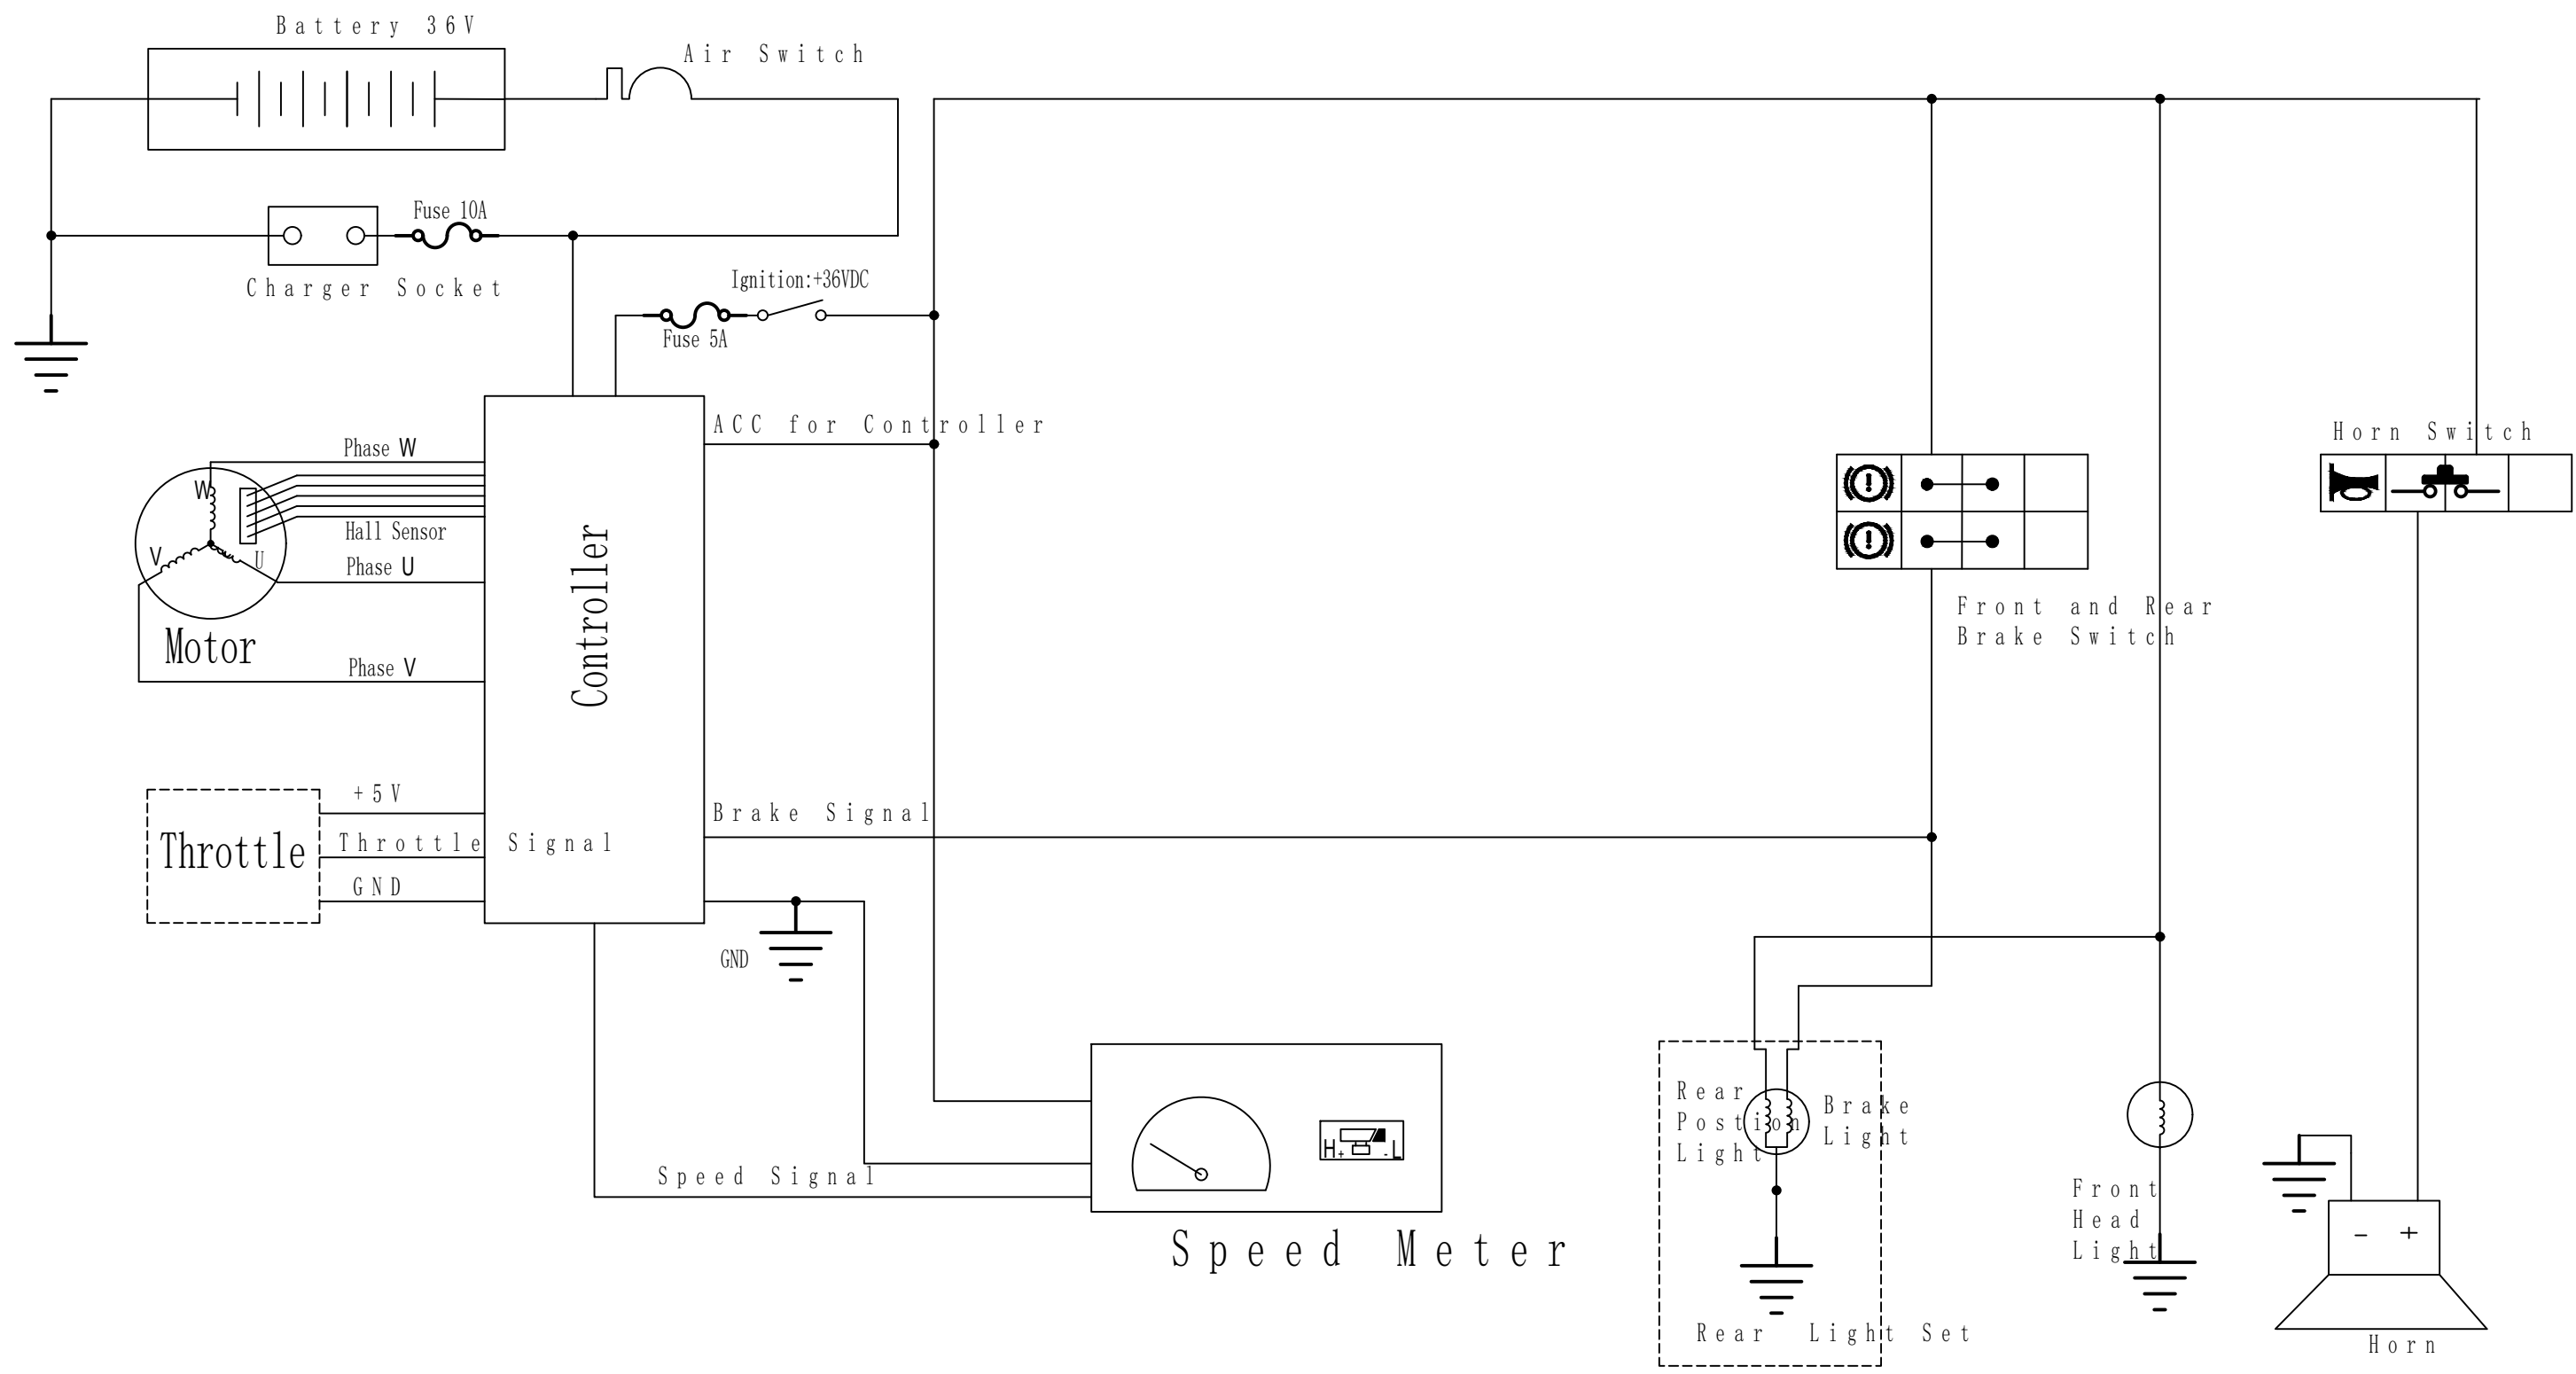 Battery 36V
Air Switch
Fuse 10A
Charger Socket
Ignition:+36VDC
Fuse 5A
ACC for Controller
Phase W
W
Hall Sensor
V
U
Phase U
Motor
Phase V
Controller
Horn Switch
Front and Rear
Brake Switch
+5V
Throttle
Throttle Signal
GND
Brake Signal
GND
Speed Signal
H + - L
Speed Meter
Rear
Postion
Light
Brake
Light
Rear Light Set
Front
Head
Light
- +
Horn